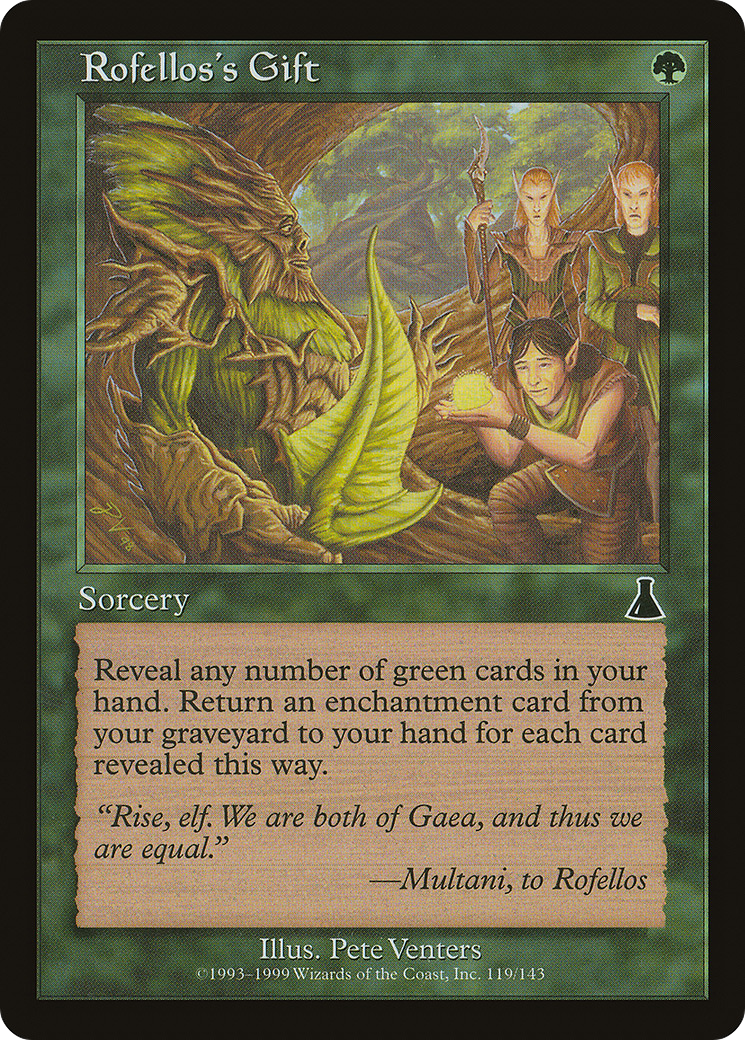 Rofellos's Gift
PV 98
Sorcery
Reveal any number of green cards in your
hand. Return an enchantment card from
your graveyard to your hand for each card
revealed this way.
“Rise, elf. We are both of Gaea, and thus we
are equal.”
—Multani, to Rofellos
Illus. Pete Venters
©1993–1999 Wizards of the Coast, Inc. 119/143